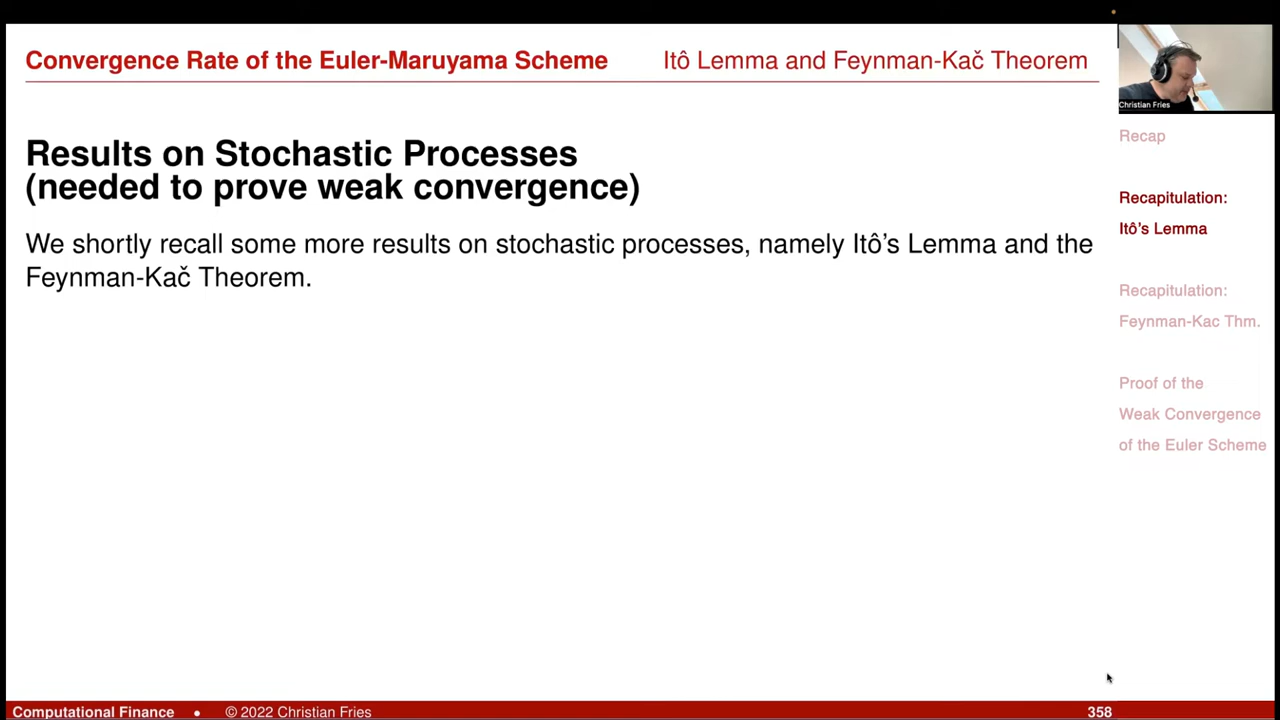 Convergence Rate of the Euler-Maruyama Scheme
Itô Lemma and Feynman-Kač Theorem
Christian Fries
Results on Stochastic Processes
(needed to prove weak convergence)
We shortly recall some more results on stochastic processes, namely Itô's Lemma and the
Feynman-Kač Theorem.
Recap
Recapitulation:
Itô's Lemma
Recapitulation:
Feynman-Kac Thm.
Proof of the
Weak Convergence
of the Euler Scheme
Computational Finance • © 2022 Christian Fries
358